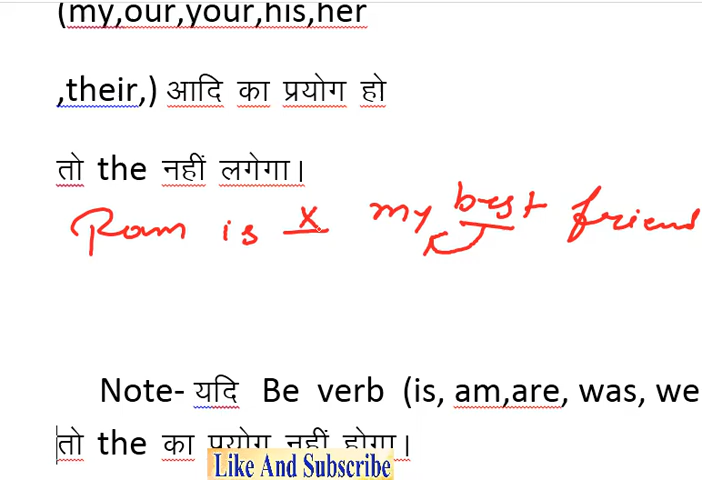 (my,our,your,his,her
,their,) आदि का प्रयोग हो
तो the नहीं लगेगा।
Ram is x my best friend
Note- यदि Be verb (is, am,are, was, we
तो the का प्रयोग नहीं होगा।
Like And Subscribe